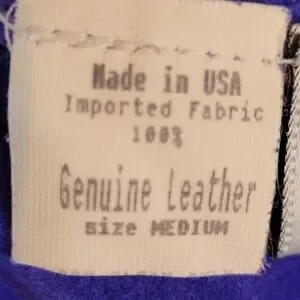 Made in USA
Imported Fabric
100%
Genuine Leather
size MEDIUM